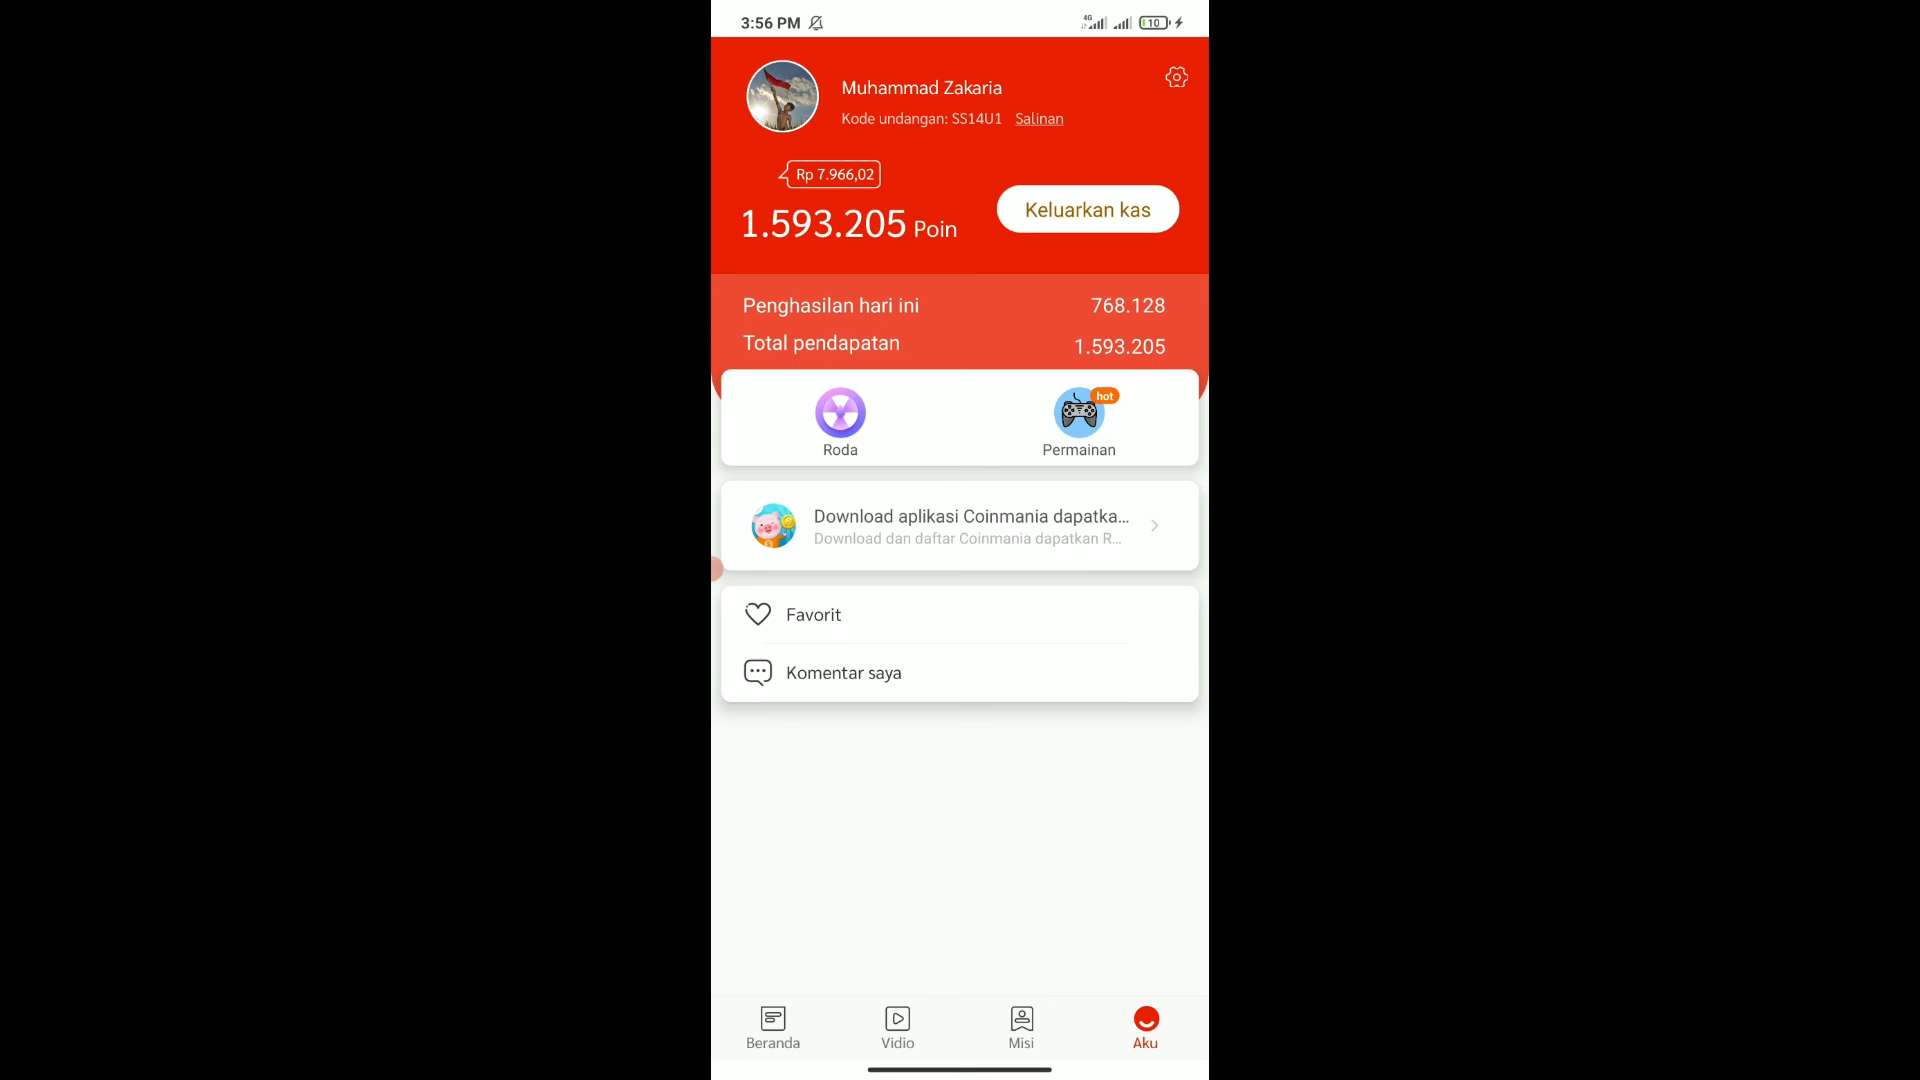 3:56 PM
4G
10
Muhammad Zakaria
Kode undangan: SS14U1 Salinan
Rp 7.966,02
1.593.205 Poin
Keluarkan kas
Penghasilan hari ini 768.128
Total pendapatan 1.593.205
hot
Roda
Permainan
Download aplikasi Coinmania dapatka...
Download dan daftar Coinmania dapatkan R...
Favorit
Komentar saya
Beranda
Vidio
Misi
Aku